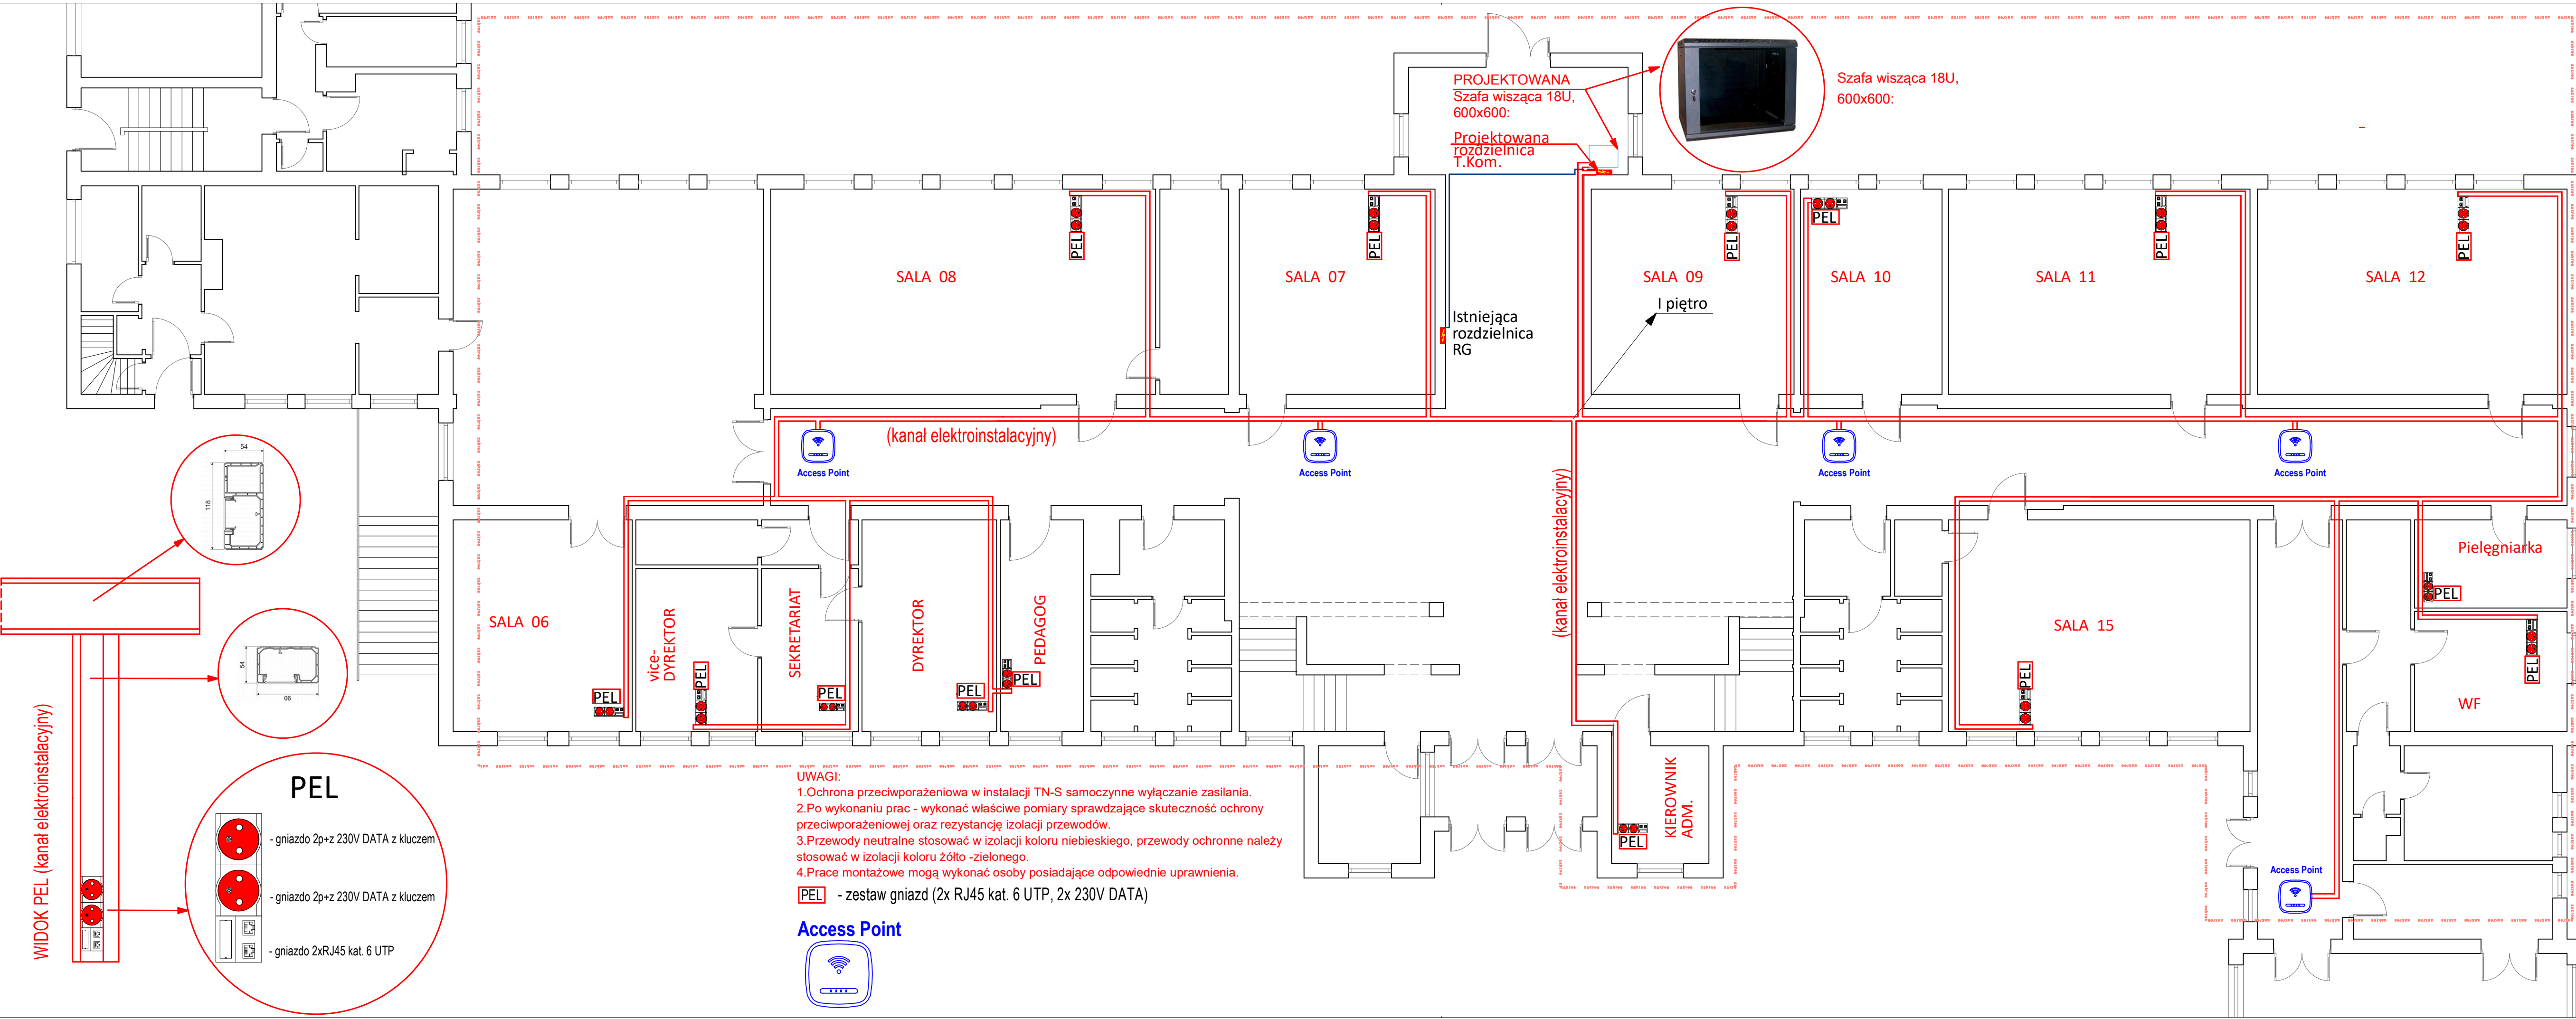 PROJEKTOWANA
Szafa wisząca 18U,
600x600:
Projektowana
rozdzielnica
T.Kom.
Szafa wisząca 18U,
600x600:
-
PEL
PEL
PEL
PEL
PEL
PEL
SALA 08
SALA 07
SALA 09
SALA 10
SALA 11
SALA 12
I piętro
Istniejąca
rozdzielnica
RG
(kanał elektroinstalacyjny)
Access Point
Access Point
Access Point
Access Point
(kanał elektroinstalacyjny)
54
118
54
90
SALA 06
vice-
DYREKTOR
SEKRETARIAT
DYREKTOR
PEDAGOG
SALA 15
Pielęgniarka
WF
PEL
PEL
PEL
PEL
PEL
PEL
PEL
PEL
KIEROWNIK
ADM.
PEL
Access Point
WIDOK PEL (kanał elektroinstalacyjny)
PEL
- gniazdo 2p+z 230V DATA z kluczem
- gniazdo 2p+z 230V DATA z kluczem
- gniazdo 2xRJ45 kat. 6 UTP
UWAGI:
1.Ochrona przeciwporażeniowa w instalacji TN-S samoczynne wyłączanie zasilania.
2.Po wykonaniu prac - wykonać właściwe pomiary sprawdzające skuteczność ochrony
przeciwporażeniowej oraz rezystancję izolacji przewodów.
3.Przewody neutralne stosować w izolacji koloru niebieskiego, przewody ochronne należy
stosować w izolacji koloru żółto -zielonego.
4.Prace montażowe mogą wykonać osoby posiadające odpowiednie uprawnienia.
PEL - zestaw gniazd (2x RJ45 kat. 6 UTP, 2x 230V DATA)
Access Point